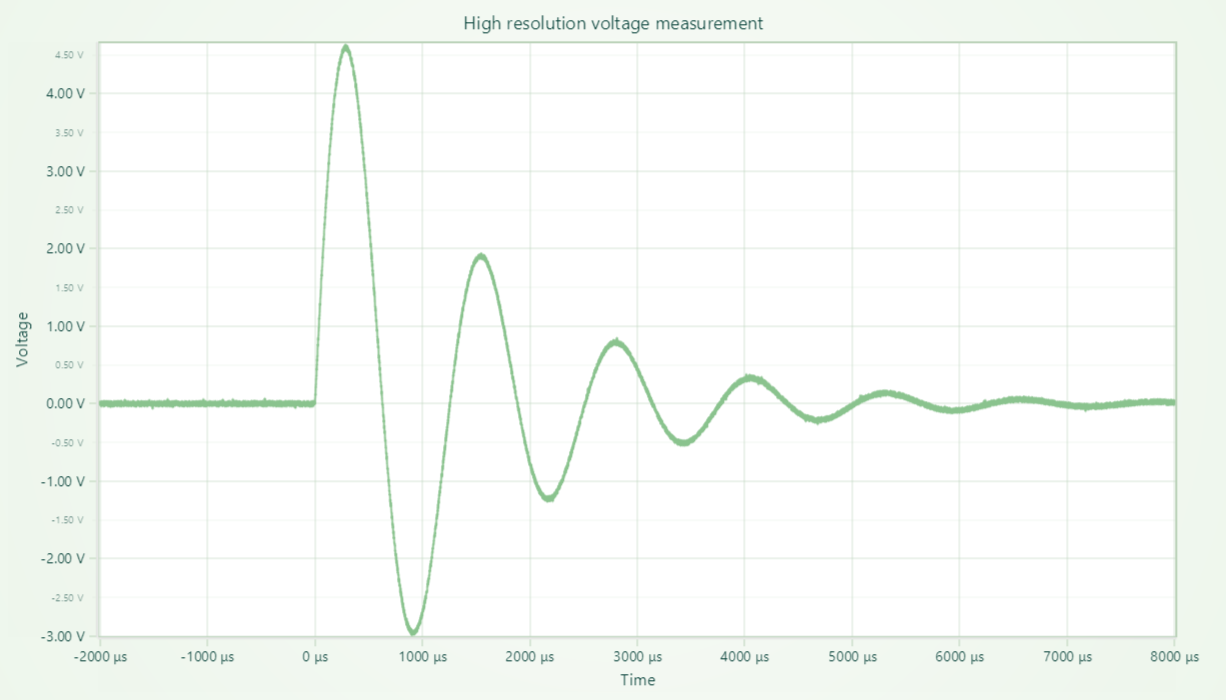 High resolution voltage measurement
4.50 V
4.00 V
3.50 V
3.00 V
2.50 V
2.00 V
1.50 V
1.00 V
0.50 V
0.00 V
-0.50 V
-1.00 V
-1.50 V
-2.00 V
-2.50 V
-3.00 V
Voltage
-2000 µs -1000 µs 0 µs 1000 µs 2000 µs 3000 µs 4000 µs 5000 µs 6000 µs 7000 µs 8000 µs
Time